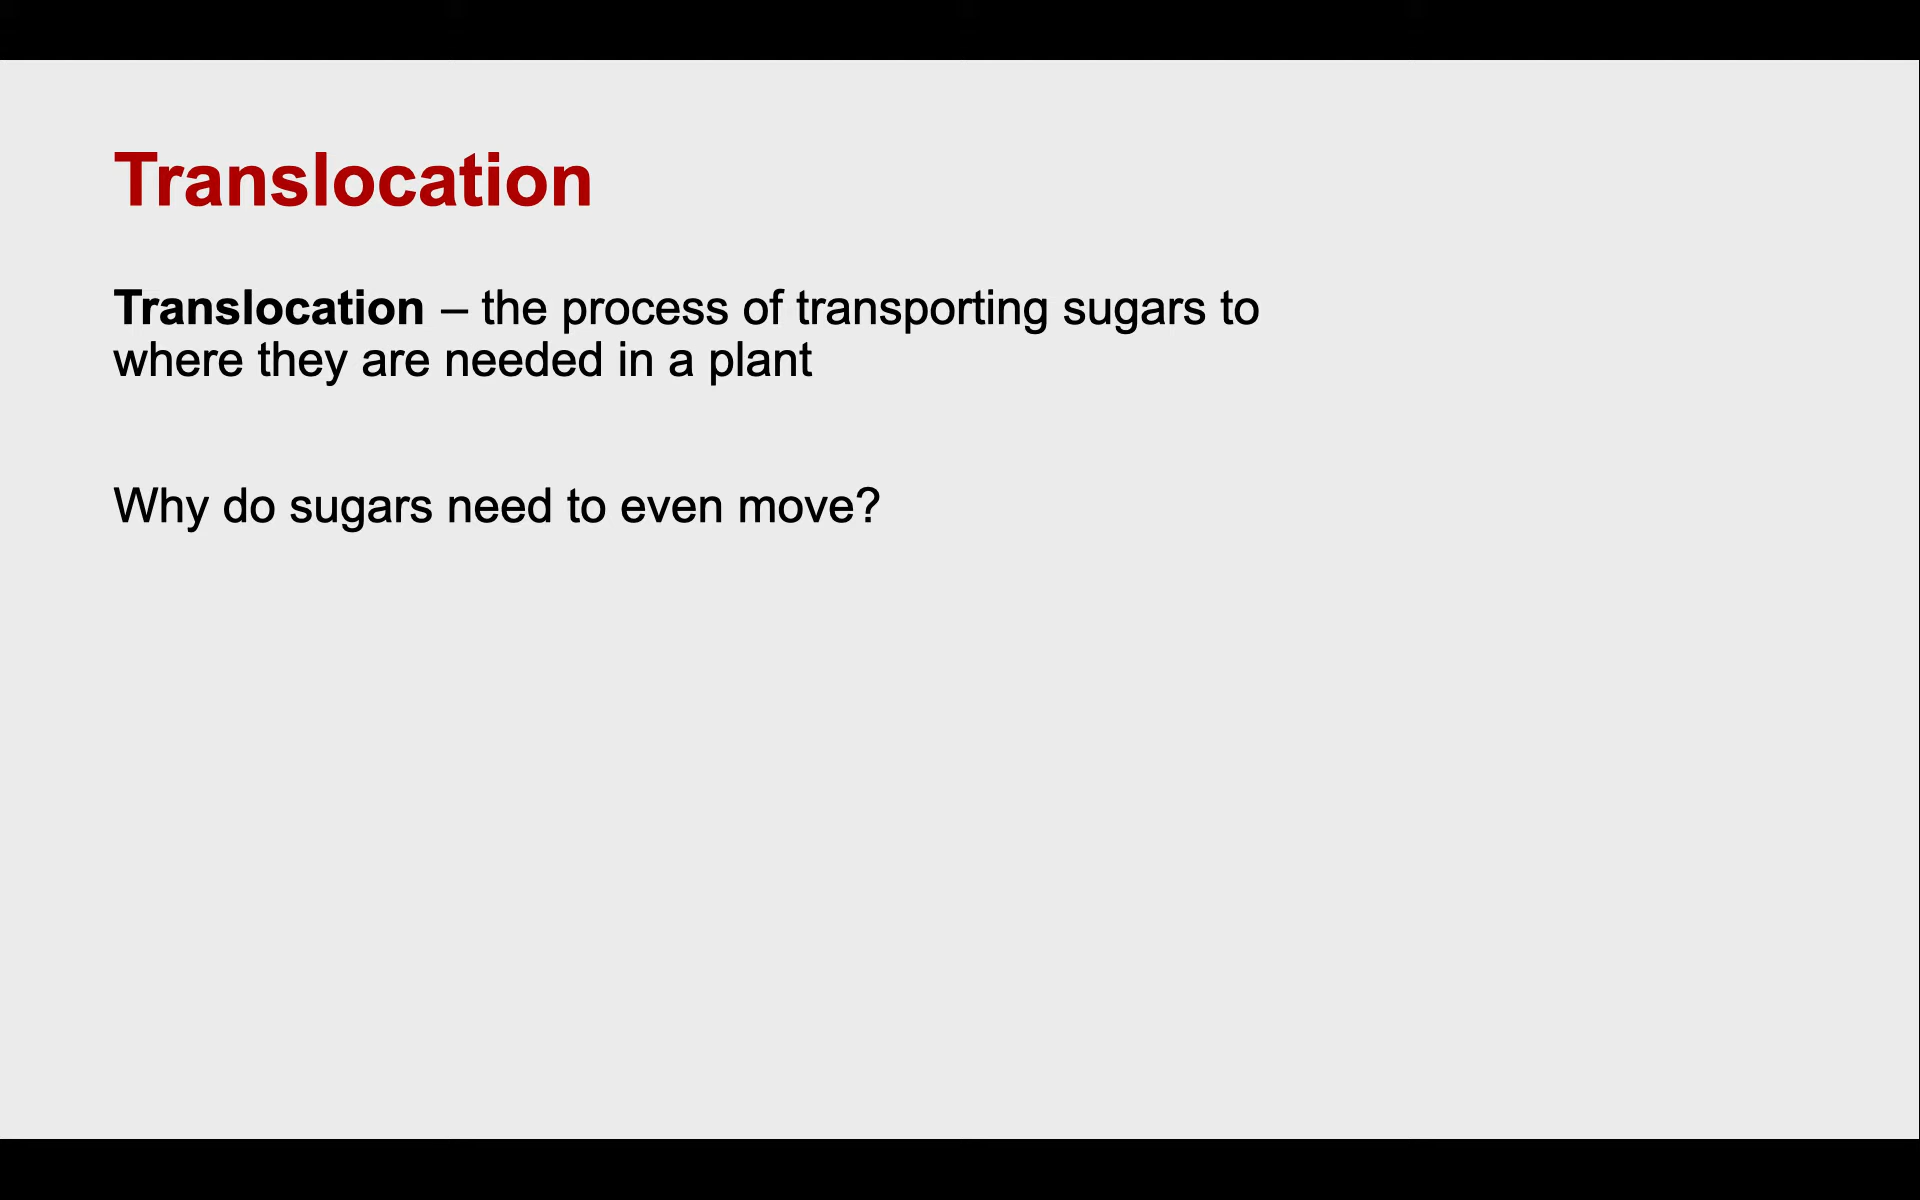 Translocation
Translocation – the process of transporting sugars to
where they are needed in a plant
Why do sugars need to even move?